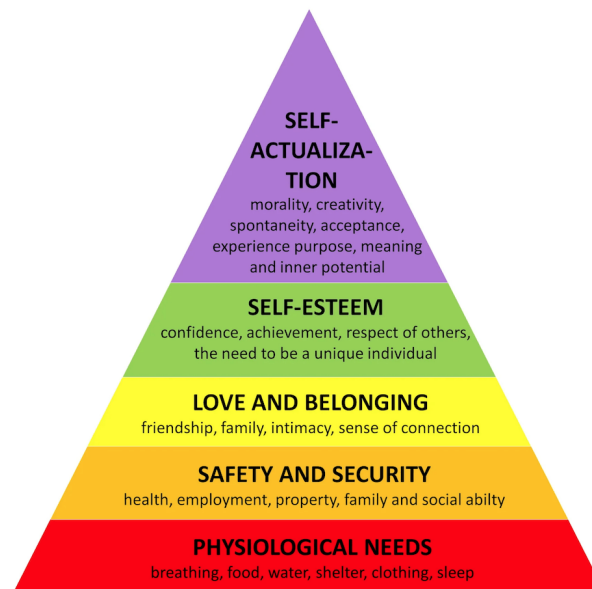 SELF-
ACTUALIZA-
TION
morality, creativity,
spontaneity, acceptance,
experience purpose, meaning
and inner potential
SELF-ESTEEM
confidence, achievement, respect of others,
the need to be a unique individual
LOVE AND BELONGING
friendship, family, intimacy, sense of connection
SAFETY AND SECURITY
health, employment, property, family and social abilty
PHYSIOLOGICAL NEEDS
breathing, food, water, shelter, clothing, sleep